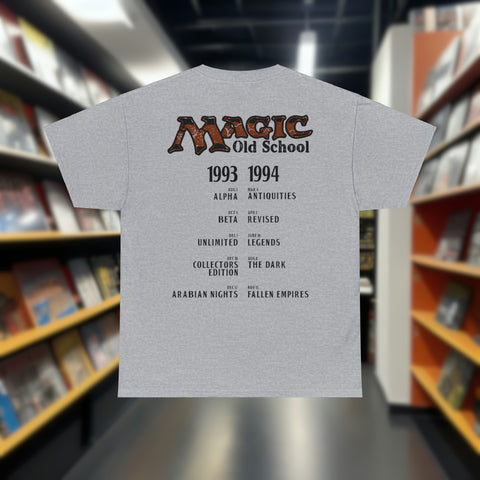 MAGIC
Old School
1993 1994
ALPHA ANTIQUITIES
BETA REVISED
UNLIMITED LEGENDS
COLLECTORS THE DARK
EDITION
ARABIAN NIGHTS FALLEN EMPIRES